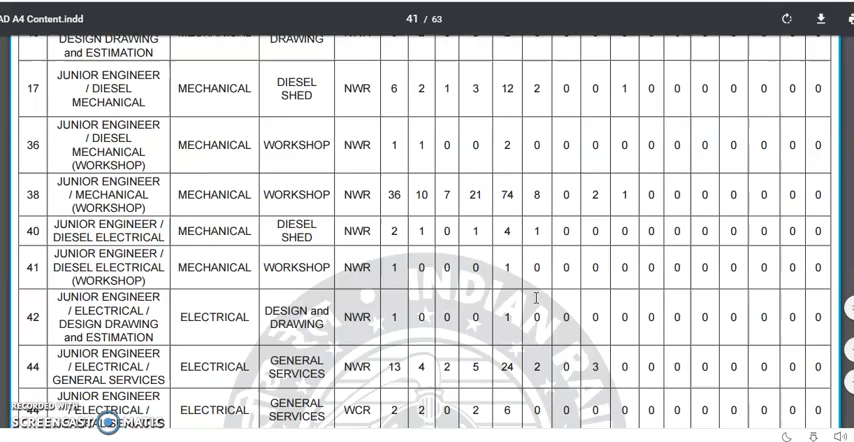 AD A4 Content.indd
41 / 63
DESIGN DRAWING
and ESTIMATION
DRAWING
17 JUNIOR ENGINEER / DIESEL MECHANICAL MECHANICAL DIESEL SHED NWR 6 2 1 3 12 2 0 0 1 0 0 0 0 0 0 0
36 JUNIOR ENGINEER / DIESEL MECHANICAL (WORKSHOP) MECHANICAL WORKSHOP NWR 1 1 0 0 2 0 0 0 0 0 0 0 0 0 0 0
38 JUNIOR ENGINEER / MECHANICAL (WORKSHOP) MECHANICAL WORKSHOP NWR 36 10 7 21 74 8 0 2 1 0 0 0 0 0 0 0
40 JUNIOR ENGINEER / DIESEL ELECTRICAL MECHANICAL DIESEL SHED NWR 2 1 0 1 4 1 0 0 0 0 0 0 0 0 0 0
41 JUNIOR ENGINEER / DIESEL ELECTRICAL (WORKSHOP) MECHANICAL WORKSHOP NWR 1 0 0 0 1 0 0 0 0 0 0 0 0 0 0 0
42 JUNIOR ENGINEER / ELECTRICAL / DESIGN DRAWING and ESTIMATION ELECTRICAL DESIGN and DRAWING NWR 1 0 0 0 1 0 0 0 0 0 0 0 0 0 0 0
44 JUNIOR ENGINEER / ELECTRICAL / GENERAL SERVICES ELECTRICAL GENERAL SERVICES NWR 13 4 2 5 24 2 0 3 0 0 0 0 0 0 0 0
44 JUNIOR ENGINEER / ELECTRICAL / ELECTRICAL GENERAL SERVICES WCR 2 2 0 2 6 0 0 0 0 0 0 0 0 0 0 0
INDIAN RAI
RECORDED WITH
SCREENCAST MATIC